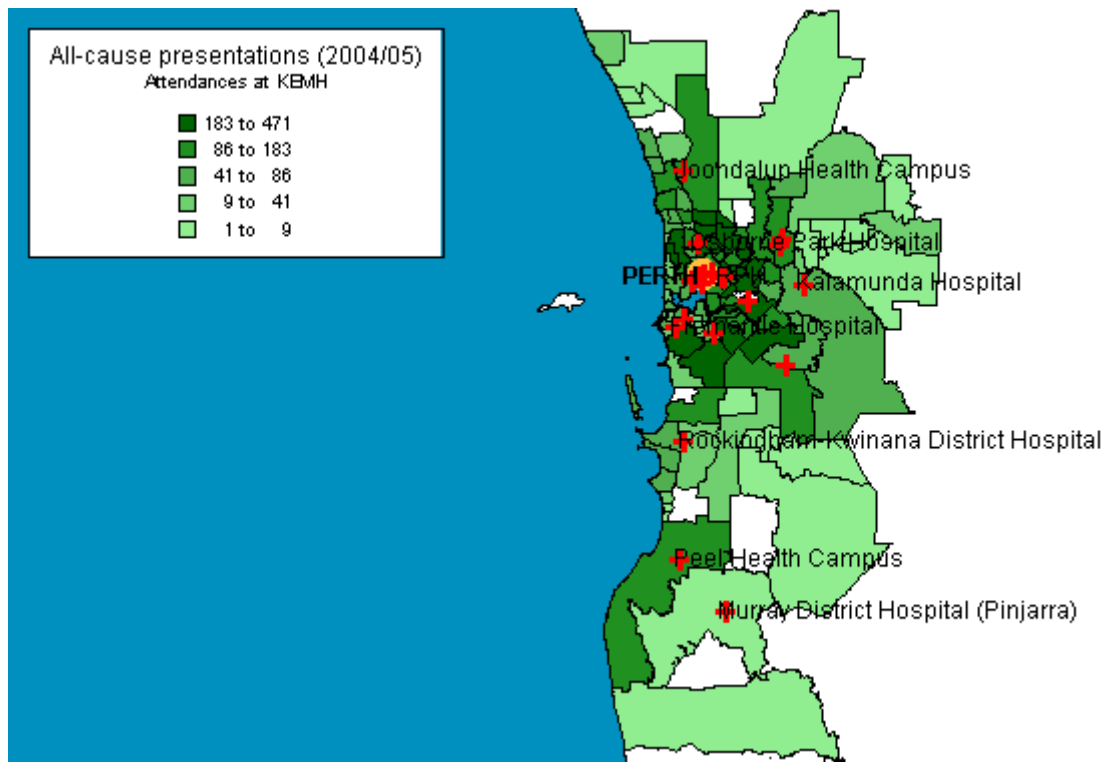 All-cause presentations (2004/05)
Attendances at KEMH
183 to 471
86 to 183
41 to 86
9 to 41
1 to 9
Joondalup Health Campus
Osborne Park Hospital
PERTH RPH
Kalamunda Hospital
Fremantle Hospital
Rockingham-Kwinana District Hospital
Peel Health Campus
Murray District Hospital (Pinjarra)